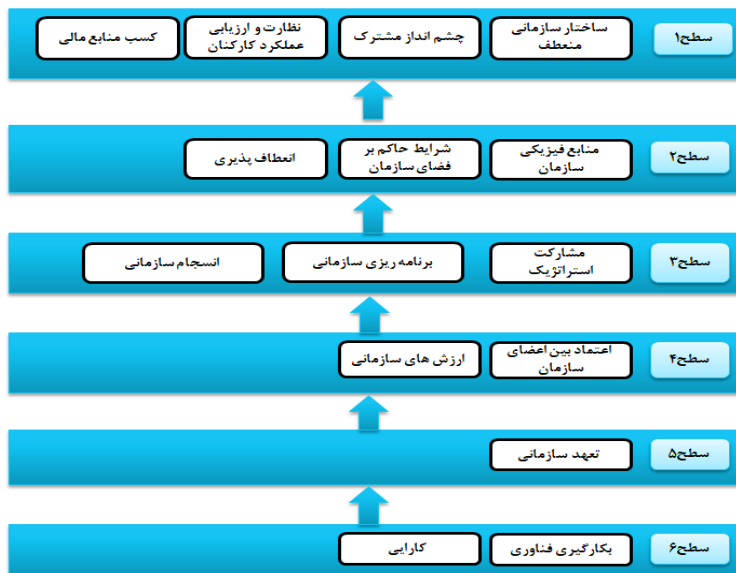 سطح۱
ساختار سازمانی
منعطف
چشم انداز مشترک
نظارت و ارزیابی
عملکرد کارکنان
کسب منابع مالی
سطح۲
منابع فیزیکی
سازمان
شرایط حاکم بر
فضای سازمان
انعطاف پذیری
سطح۳
مشارکت
استراتژیک
برنامه ریزی سازمانی
انسجام سازمانی
سطح۴
اعتماد بین اعضای
سازمان
ارزش های سازمانی
سطح۵
تعهد سازمانی
سطح۶
بکارگیری فناوری
کارایی